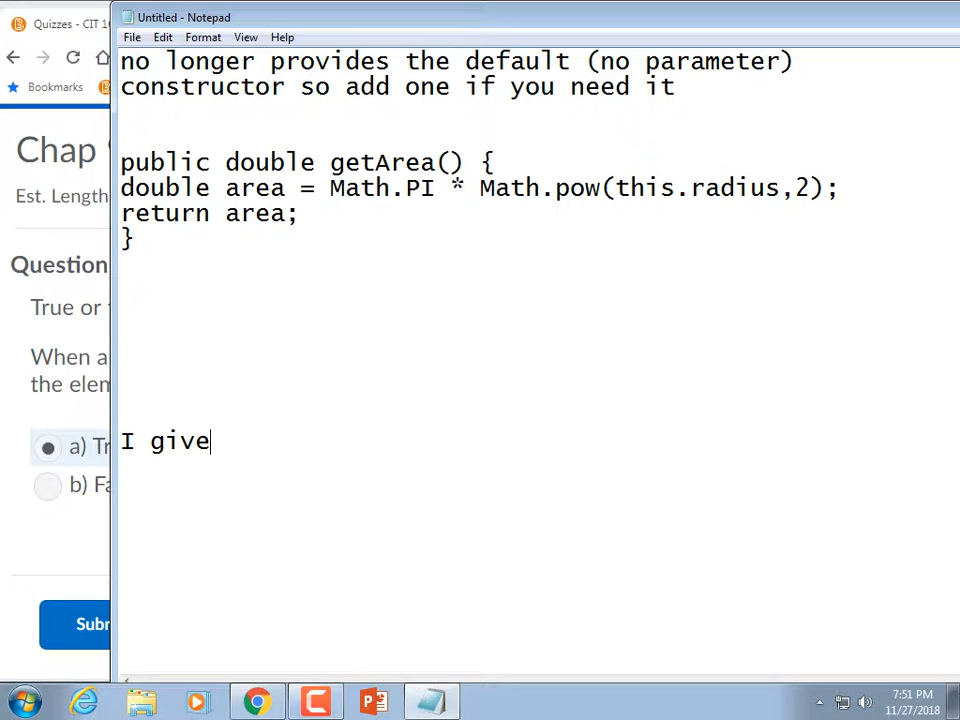 Quizzes - CIT 1
Bookmarks
Chap
Est. Length
Question
True or
When a
the elem
a) Tr
b) Fa
Subm
Untitled - Notepad
File Edit Format View Help
no longer provides the default (no parameter)
constructor so add one if you need it
public double getArea() {
double area = Math.PI * Math.pow(this.radius,2);
return area;
}
I give
7:51 PM
11/27/2018